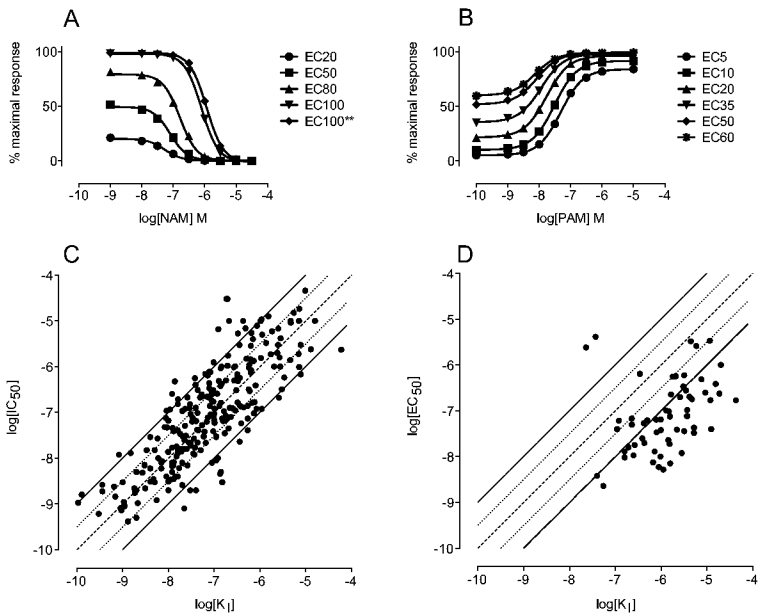 A
% maximal response
100
50
0
-10 -9 -8 -7 -6 -5 -4
log[NAM] M
EC20
EC50
EC80
EC100
EC100**
B
% maximal response
100
50
0
-10 -9 -8 -7 -6 -5 -4
log[PAM] M
EC5
EC10
EC20
EC35
EC50
EC60
C
log[IC50]
-4
-5
-6
-7
-8
-9
-10
-10 -9 -8 -7 -6 -5 -4
log[KI]
D
log[EC50]
-4
-5
-6
-7
-8
-9
-10
-10 -9 -8 -7 -6 -5 -4
log[KI]